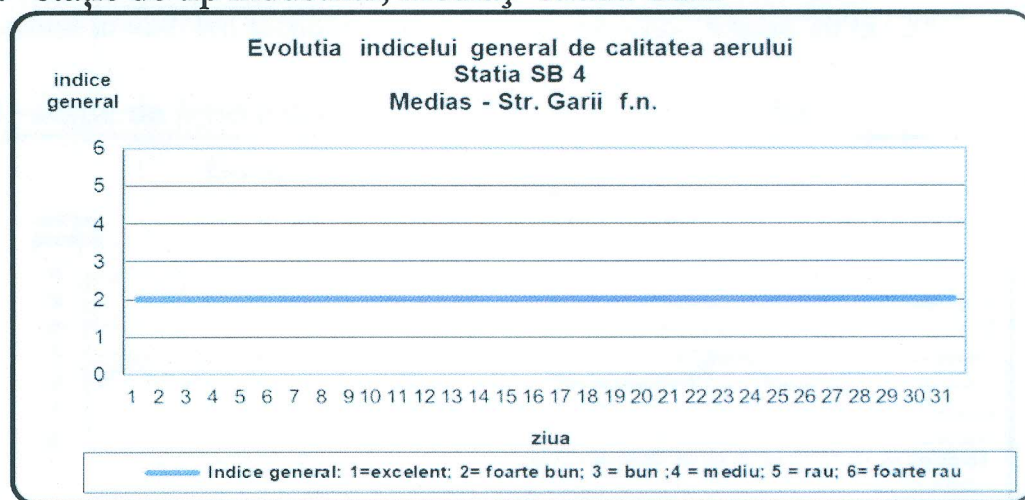 Evolutia indicelui general de calitatea aerului
Statia SB 4
Medias - Str. Garii f.n.
indice
general
6
5
4
3
2
1
0
1 2 3 4 5 6 7 8 9 10 11 12 13 14 15 16 17 18 19 20 21 22 23 24 25 26 27 28 29 30 31
ziua
Indice general: 1=excelent; 2= foarte bun; 3 = bun ;4 = mediu; 5 = rau; 6= foarte rau